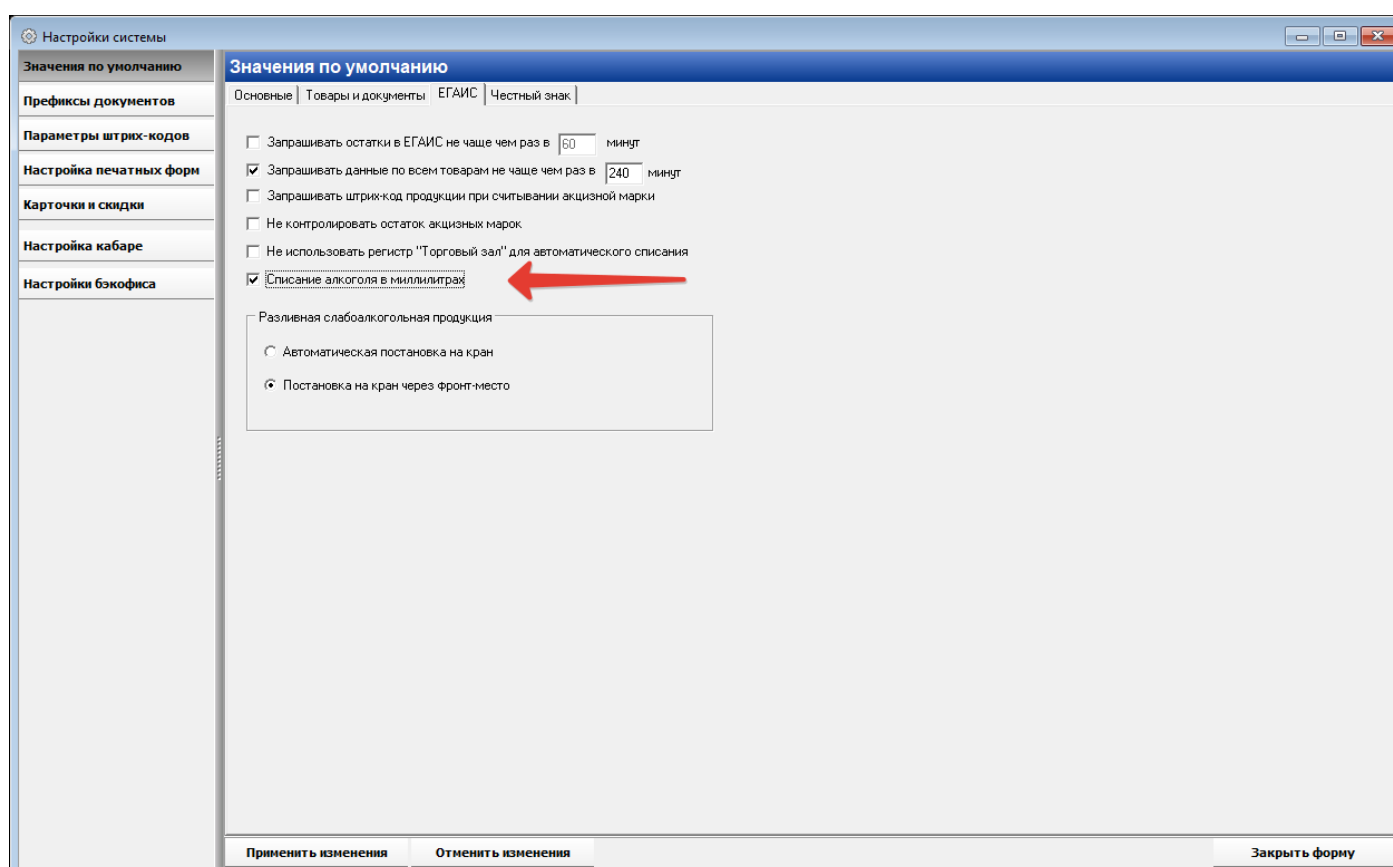 Настройки системы
Значения по умолчанию
Префиксы документов
Параметры штрих-кодов
Настройка печатных форм
Карточки и скидки
Настройка кабаре
Настройки бэкофиса
Значения по умолчанию
Основные Товары и документы ЕГАИС Честный знак
Запрашивать остатки в ЕГАИС не чаще чем раз в 60 минут
Запрашивать данные по всем товарам не чаще чем раз в 240 минут
Запрашивать штрих-код продукции при считывании акцизной марки
Не контролировать остаток акцизных марок
Не использовать регистр "Торговый зал" для автоматического списания
Списание алкоголя в миллилитрах
Разливная слабоалкогольная продукция
Автоматическая постановка на кран
Постановка на кран через фронт-место
Применить изменения Отменить изменения Закрыть форму